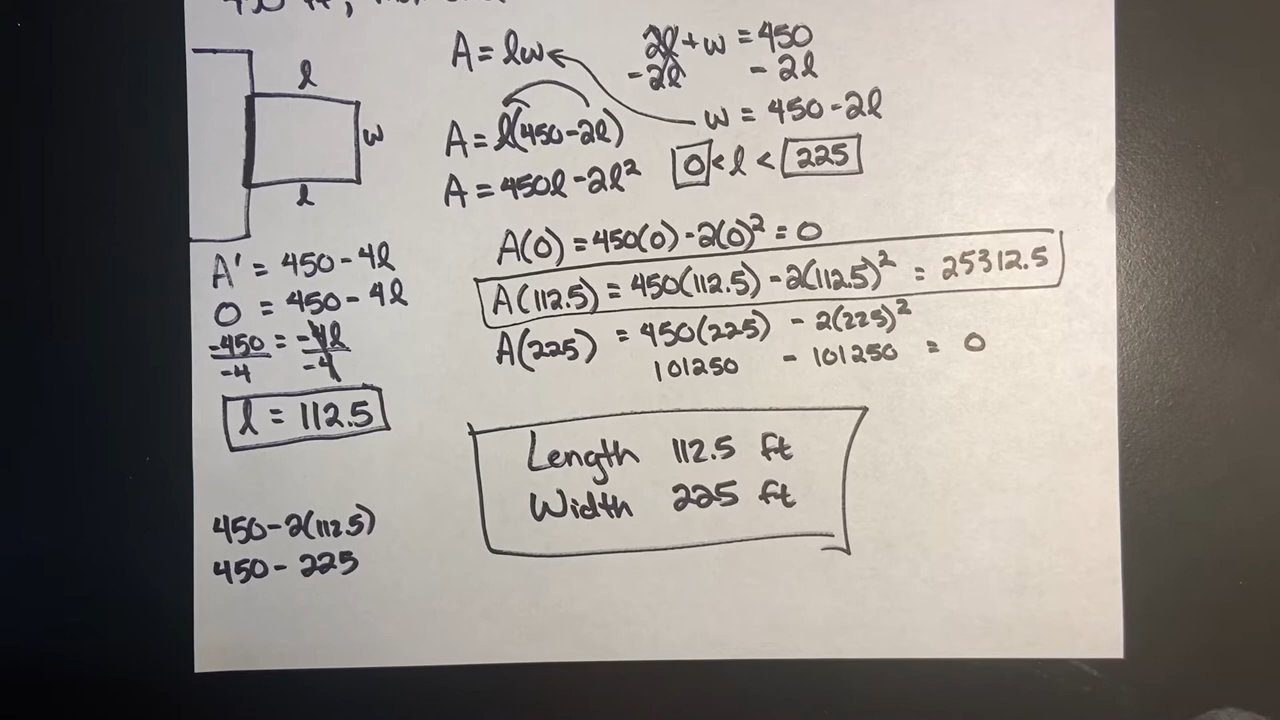 450 ft,
l
w
l
A = lw
2l + w = 450
-2l - 2l
w = 450 - 2l
A = l(450 - 2l)
0 < l < 225
A = 450l - 2l²
A' = 450 - 4l
0 = 450 - 4l
-450/-4 = -4l/-4
l = 112.5
450 - 2(112.5)
450 - 225
A(0) = 450(0) - 2(0)² = 0
A(112.5) = 450(112.5) - 2(112.5)² = 25312.5
A(225) = 450(225) - 2(225)²
101250 - 101250 = 0
Length 112.5 ft
Width 225 ft